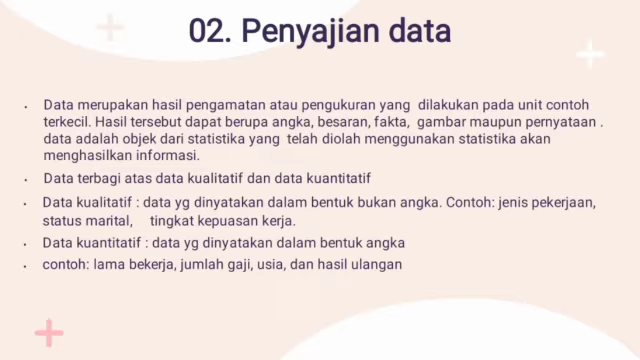 02. Penyajian data
• Data merupakan hasil pengamatan atau pengukuran yang dilakukan pada unit contoh
terkecil. Hasil tersebut dapat berupa angka, besaran, fakta, gambar maupun pernyataan .
data adalah objek dari statistika yang telah diolah menggunakan statistika akan
menghasilkan informasi.
• Data terbagi atas data kualitatif dan data kuantitatif
• Data kualitatif : data yg dinyatakan dalam bentuk bukan angka. Contoh: jenis pekerjaan,
status marital, tingkat kepuasan kerja.
• Data kuantitatif : data yg dinyatakan dalam bentuk angka
• contoh: lama bekerja, jumlah gaji, usia, dan hasil ulangan